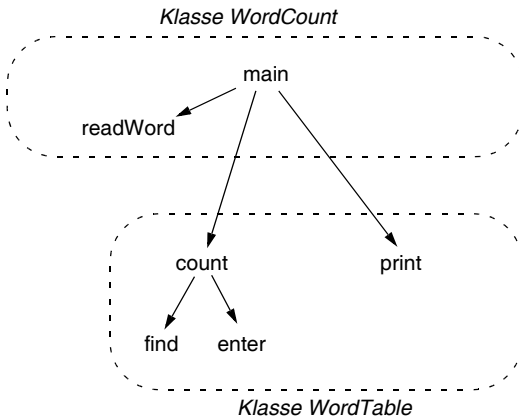 Klasse WordCount
main
readWord
count print
find enter
Klasse WordTable